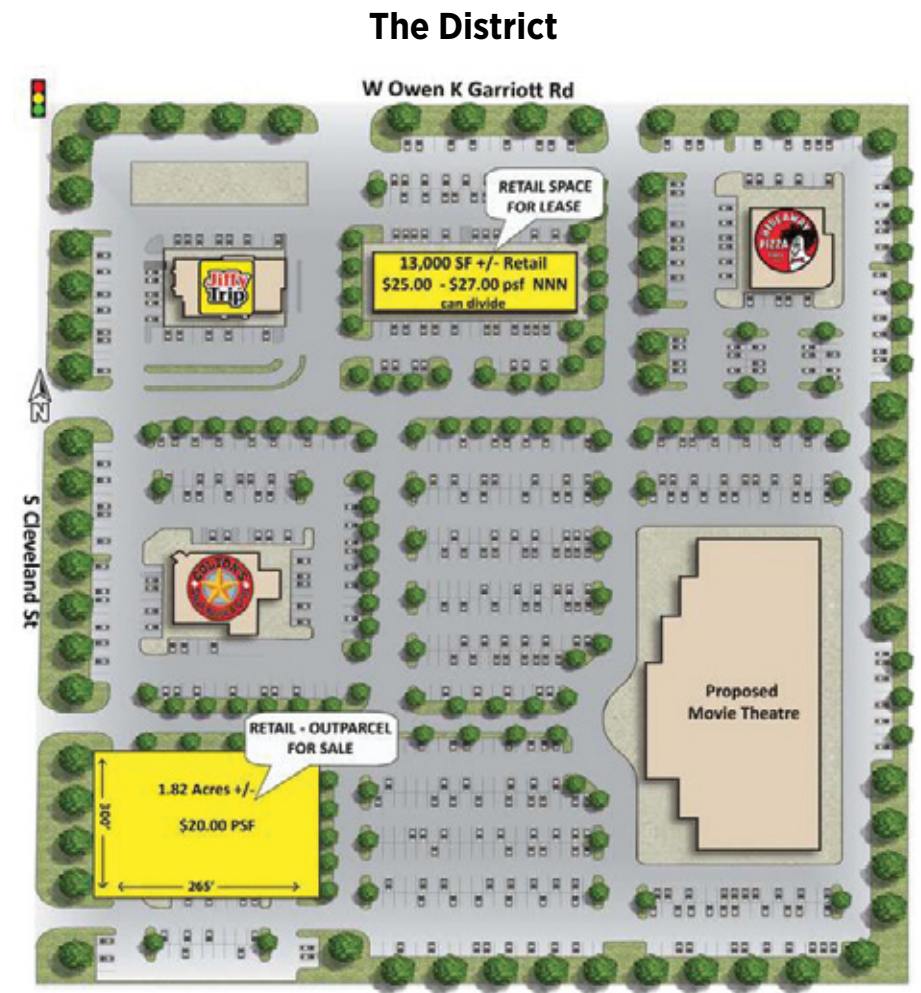 The District
W Owen K Garriott Rd
RETAIL SPACE
FOR LEASE
HIDEAWAY
PIZZA
13,000 SF +/- Retail
$25.00 - $27.00 psf NNN
can divide
Jiffy
Trip
N
S Cleveland St
COLTON'S
Proposed
Movie Theatre
RETAIL - OUTPARCEL
FOR SALE
1.82 Acres +/-
$20.00 PSF
300'
265'